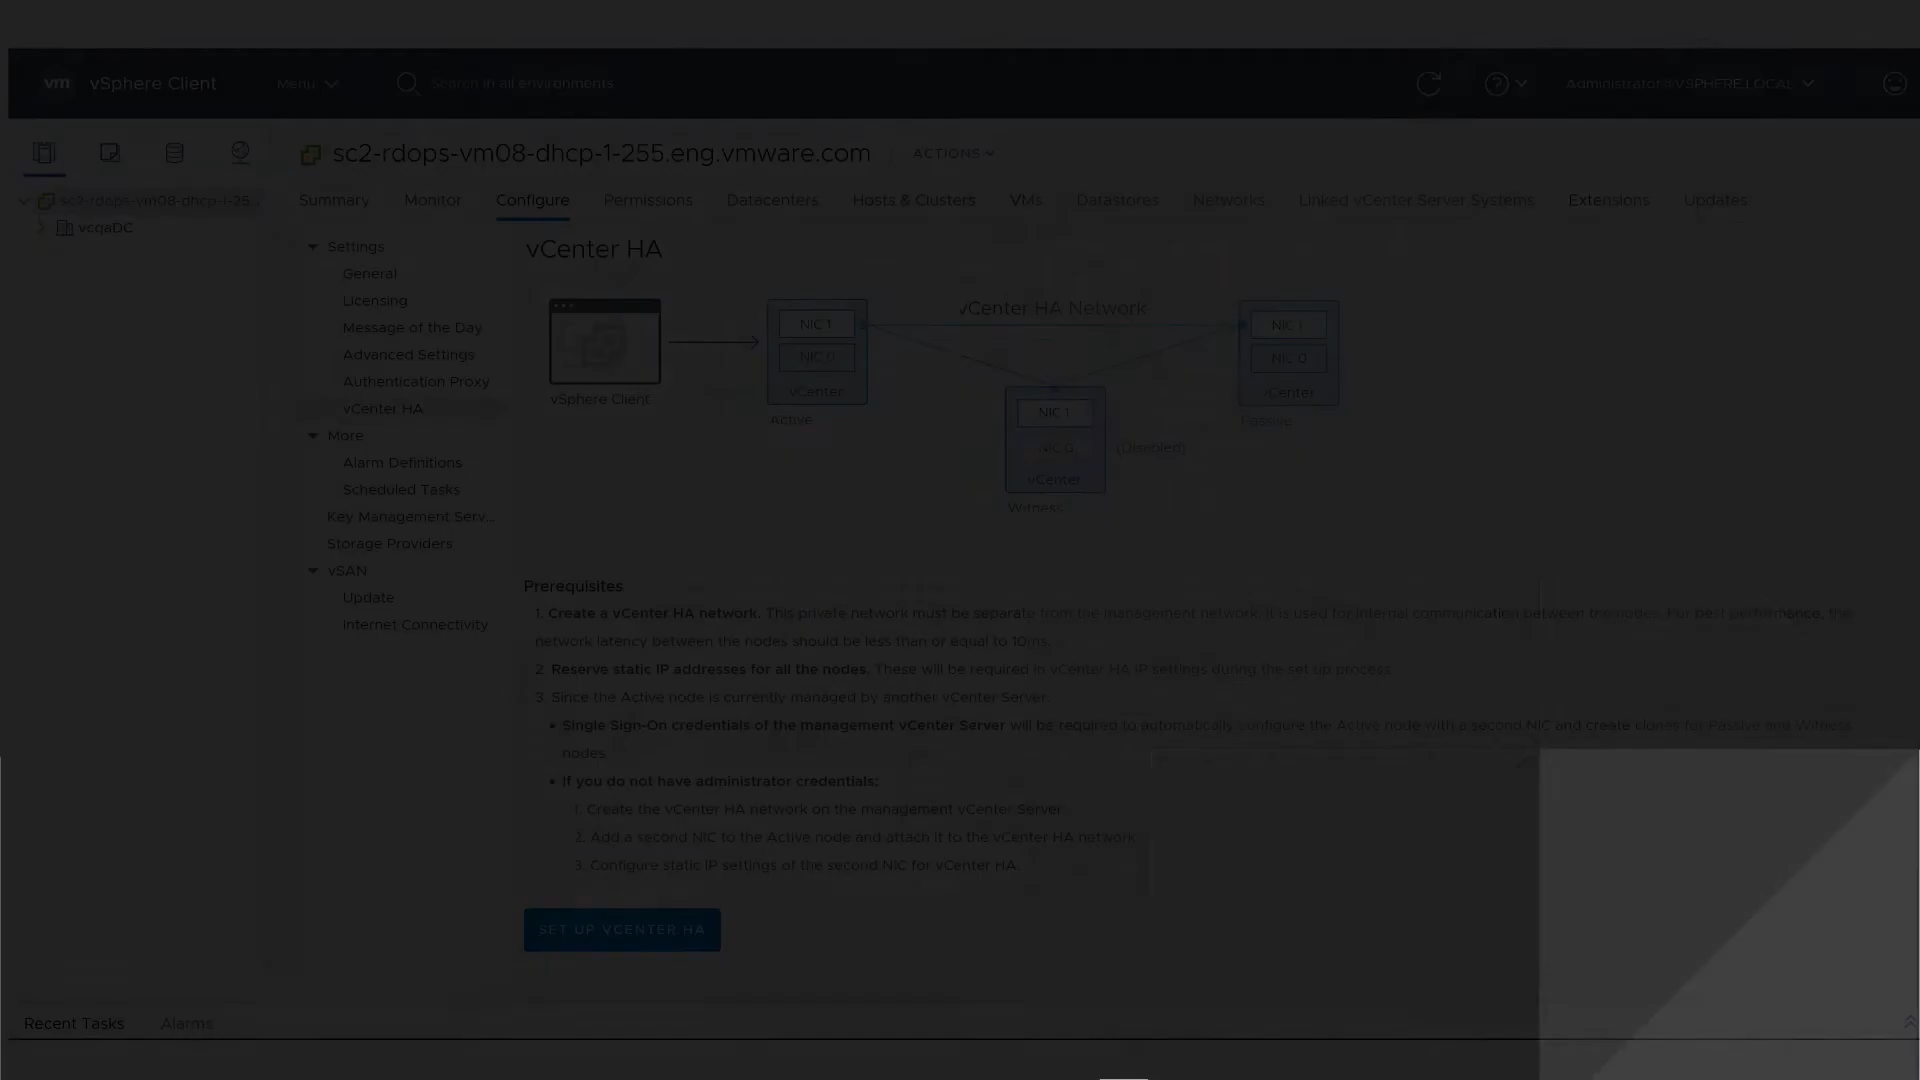 vm vSphere Client Menu Search in all environments Administrator@VSPHERE.LOCAL
sc2-rdops-vm08-dhcp-1-255.eng.vmware.com ACTIONS
sc2-rdops-vm08-dhcp-1-25...
vcqaDC
Summary Monitor Configure Permissions Datacenters Hosts & Clusters VMs Datastores Networks Linked vCenter Server Systems Extensions Updates
Settings
General
Licensing
Message of the Day
Advanced Settings
Authentication Proxy
vCenter HA
More
Alarm Definitions
Scheduled Tasks
Key Management Serv...
Storage Providers
vSAN
Update
Internet Connectivity
vCenter HA
vSphere Client
NIC 1
NIC 0
vCenter
Active
vCenter HA Network
NIC 1
NIC 0 (Disabled)
vCenter
Witness
NIC 1
NIC 0
vCenter
Passive
Prerequisites
1. Create a vCenter HA network. This private network must be separate from the management network. It is used for internal communication between the nodes. For best performance, the
network latency between the nodes should be less than or equal to 10ms.
2. Reserve static IP addresses for all the nodes. These will be required in vCenter HA IP settings during the set up process.
3. Since the Active node is currently managed by another vCenter Server:
• Single Sign-On credentials of the management vCenter Server will be required to automatically configure the Active node with a second NIC and create clones for Passive and Witness
nodes.
• If you do not have administrator credentials:
1. Create the vCenter HA network on the management vCenter Server.
2. Add a second NIC to the Active node and attach it to the vCenter HA network.
3. Configure static IP settings of the second NIC for vCenter HA.
SET UP VCENTER HA
Recent Tasks Alarms